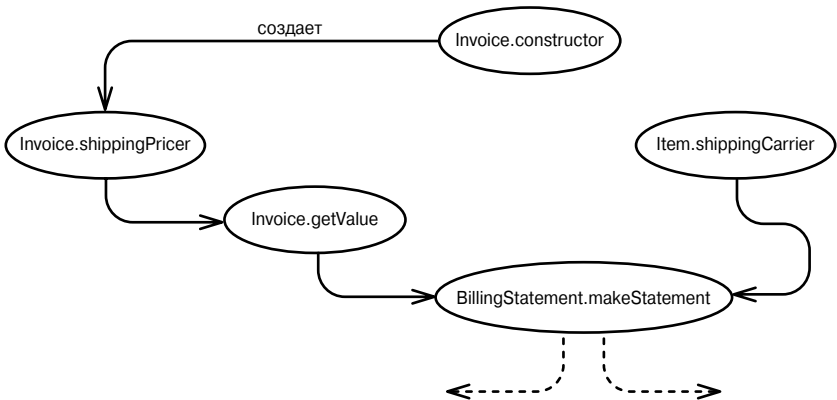 создает
Invoice.constructor
Invoice.shippingPricer
Item.shippingCarrier
Invoice.getValue
BillingStatement.makeStatement